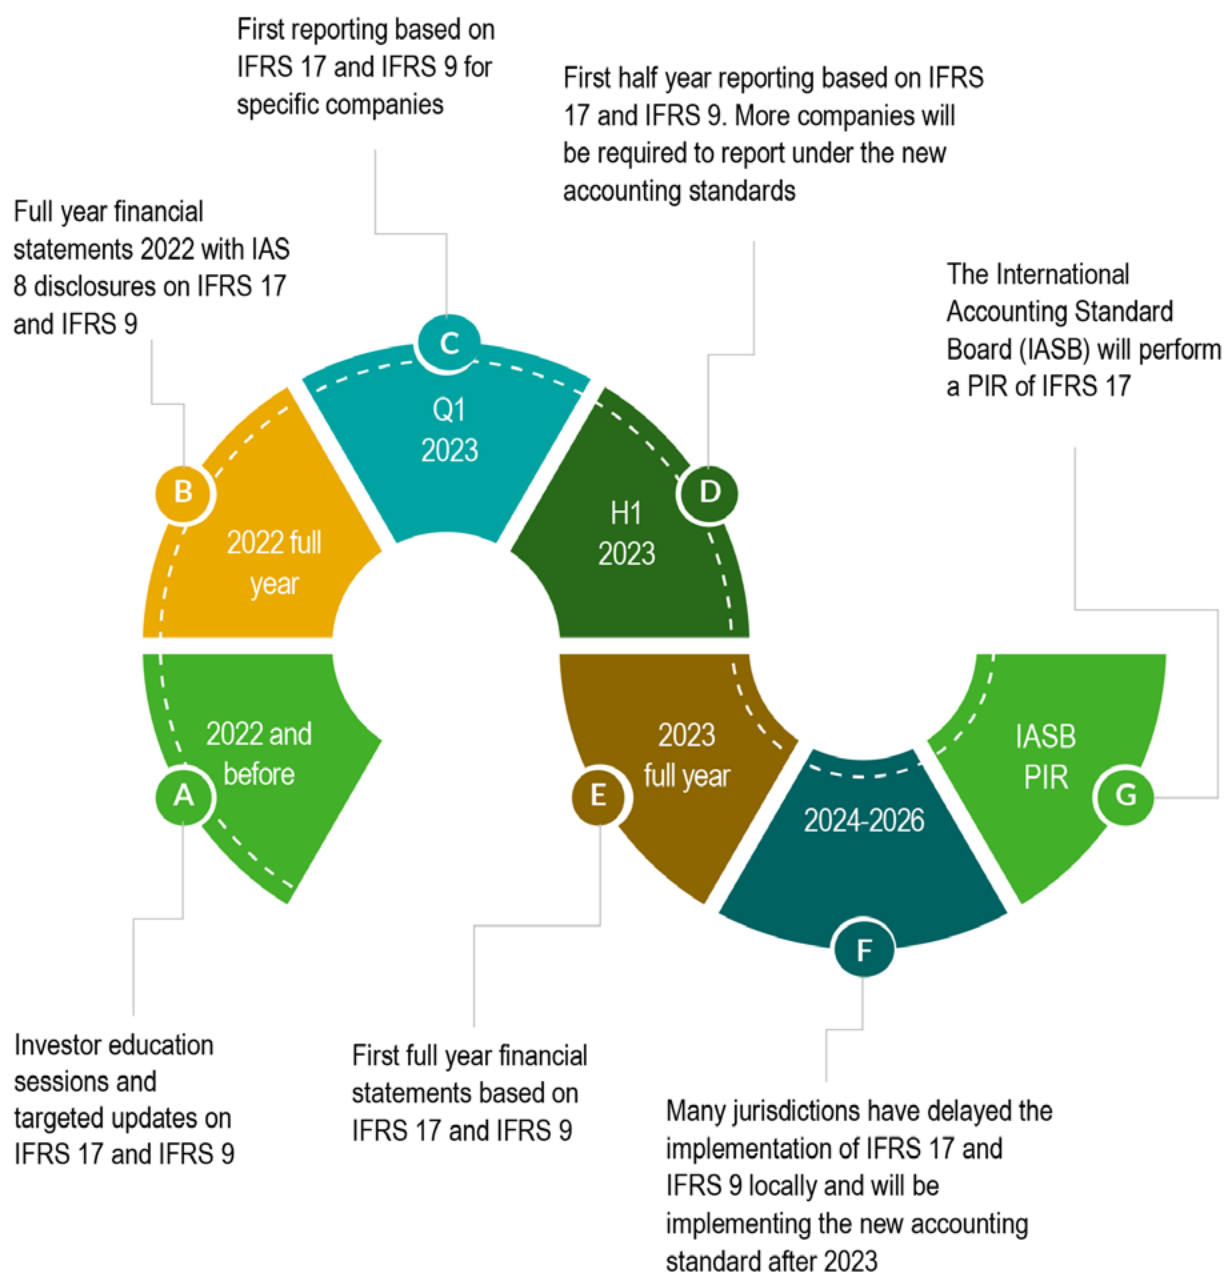 First reporting based on
IFRS 17 and IFRS 9 for
specific companies
First half year reporting based on IFRS
17 and IFRS 9. More companies will
be required to report under the new
accounting standards
Full year financial
statements 2022 with IAS
8 disclosures on IFRS 17
and IFRS 9
The International
Accounting Standard
Board (IASB) will perform
a PIR of IFRS 17
C
Q1
2023
B
2022 full
year
D
H1
2023
A
2022 and
before
E
2023
full year
F
2024-2026
G
IASB
PIR
Investor education
sessions and
targeted updates on
IFRS 17 and IFRS 9
First full year financial
statements based on
IFRS 17 and IFRS 9
Many jurisdictions have delayed the
implementation of IFRS 17 and
IFRS 9 locally and will be
implementing the new accounting
standard after 2023